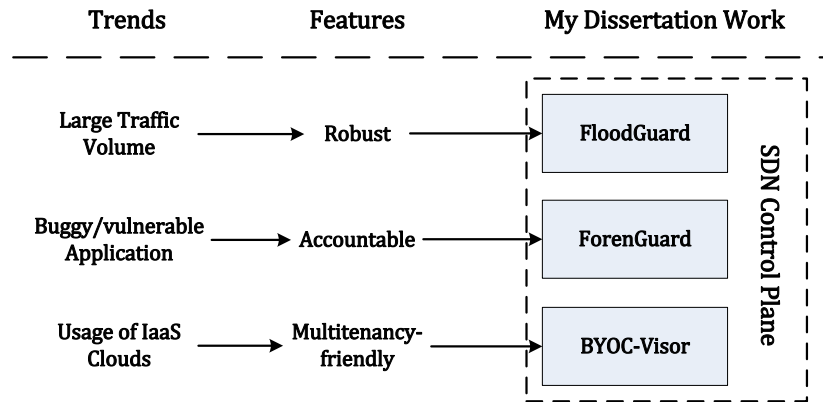 Trends Features My Dissertation Work
Large Traffic
Volume
Robust
FloodGuard
Buggy/vulnerable
Application
Accountable
ForenGuard
Usage of IaaS
Clouds
Multitenancy-
friendly
BYOC-Visor
SDN Control Plane